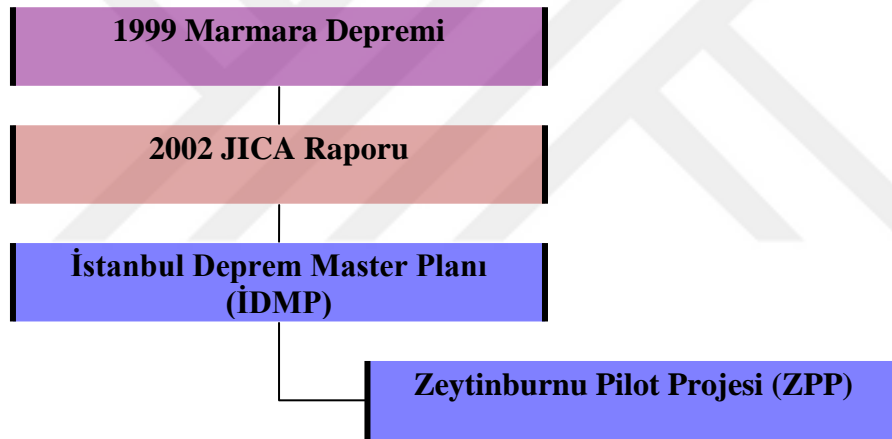 1999 Marmara Depremi
2002 JICA Raporu
İstanbul Deprem Master Planı
(İDMP)
Zeytinburnu Pilot Projesi (ZPP)